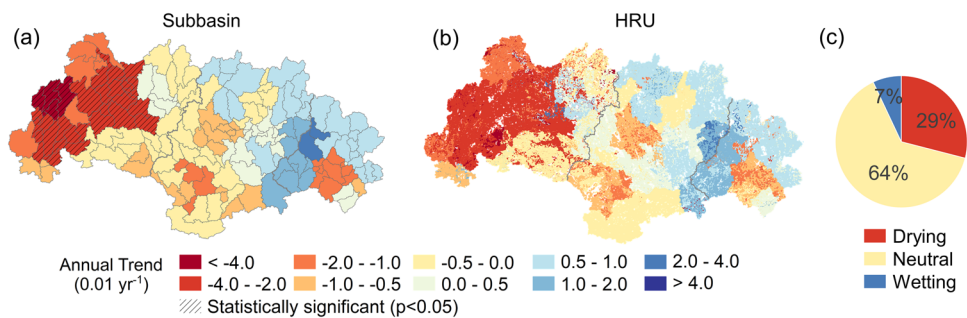 Subbasin
HRU
(a)
(b)
(c)
7%
29%
64%
Annual Trend
(0.01 yr⁻¹)
< -4.0
-2.0 - -1.0
-0.5 - 0.0
0.5 - 1.0
2.0 - 4.0
-4.0 - -2.0
-1.0 - -0.5
0.0 - 0.5
1.0 - 2.0
> 4.0
Statistically significant (p<0.05)
Drying
Neutral
Wetting